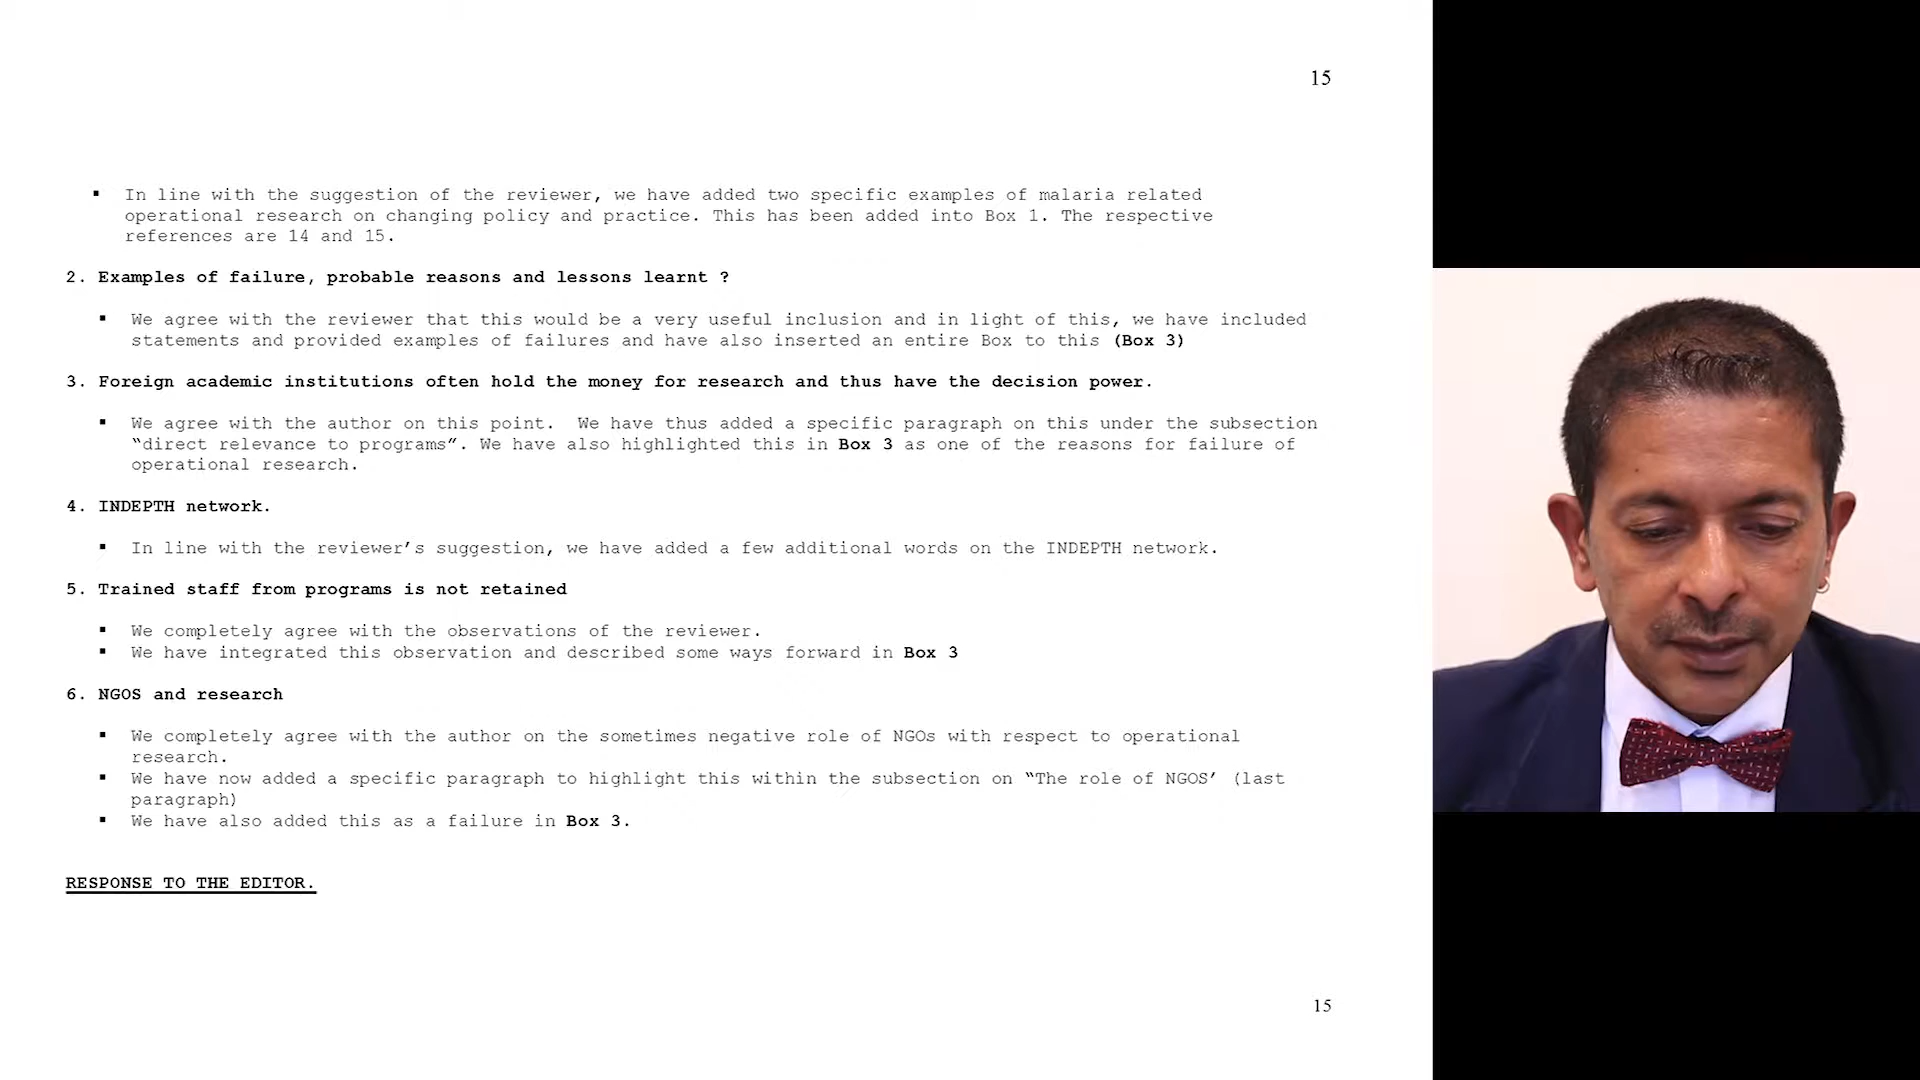 15
▪ In line with the suggestion of the reviewer, we have added two specific examples of malaria related
operational research on changing policy and practice. This has been added into Box 1. The respective
references are 14 and 15.
2. Examples of failure, probable reasons and lessons learnt ?
▪ We agree with the reviewer that this would be a very useful inclusion and in light of this, we have included
statements and provided examples of failures and have also inserted an entire Box to this (Box 3)
3. Foreign academic institutions often hold the money for research and thus have the decision power.
▪ We agree with the author on this point. We have thus added a specific paragraph on this under the subsection
“direct relevance to programs”. We have also highlighted this in Box 3 as one of the reasons for failure of
operational research.
4. INDEPTH network.
▪ In line with the reviewer’s suggestion, we have added a few additional words on the INDEPTH network.
5. Trained staff from programs is not retained
▪ We completely agree with the observations of the reviewer.
▪ We have integrated this observation and described some ways forward in Box 3
6. NGOS and research
▪ We completely agree with the author on the sometimes negative role of NGOs with respect to operational
research.
▪ We have now added a specific paragraph to highlight this within the subsection on “The role of NGOS’ (last
paragraph)
▪ We have also added this as a failure in Box 3.
RESPONSE TO THE EDITOR.
15